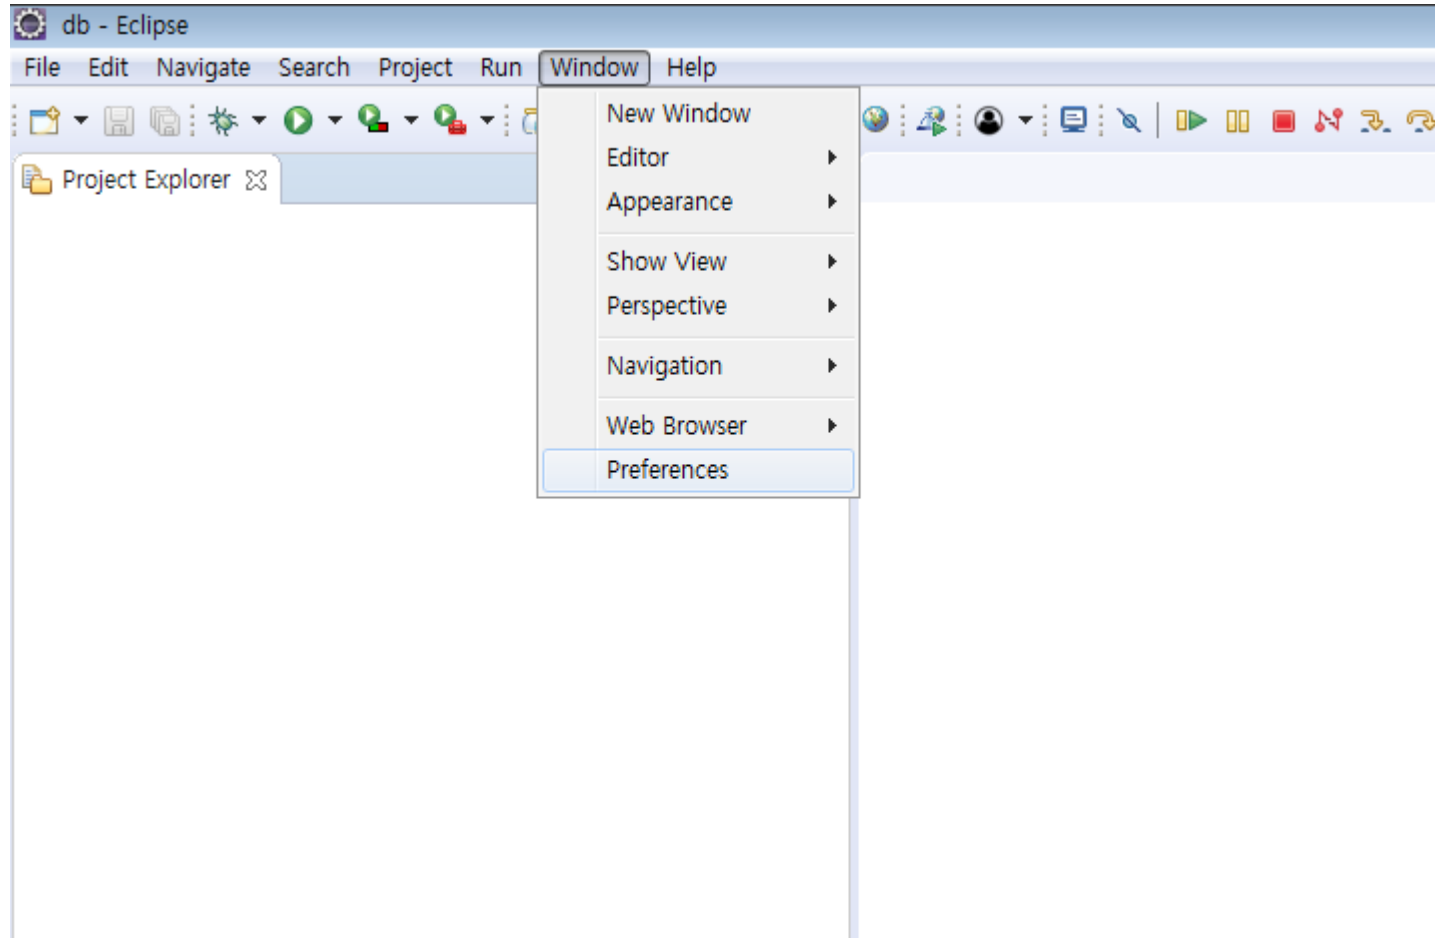 db - Eclipse
File Edit Navigate Search Project Run Window Help
Project Explorer
New Window
Editor
Appearance
Show View
Perspective
Navigation
Web Browser
Preferences